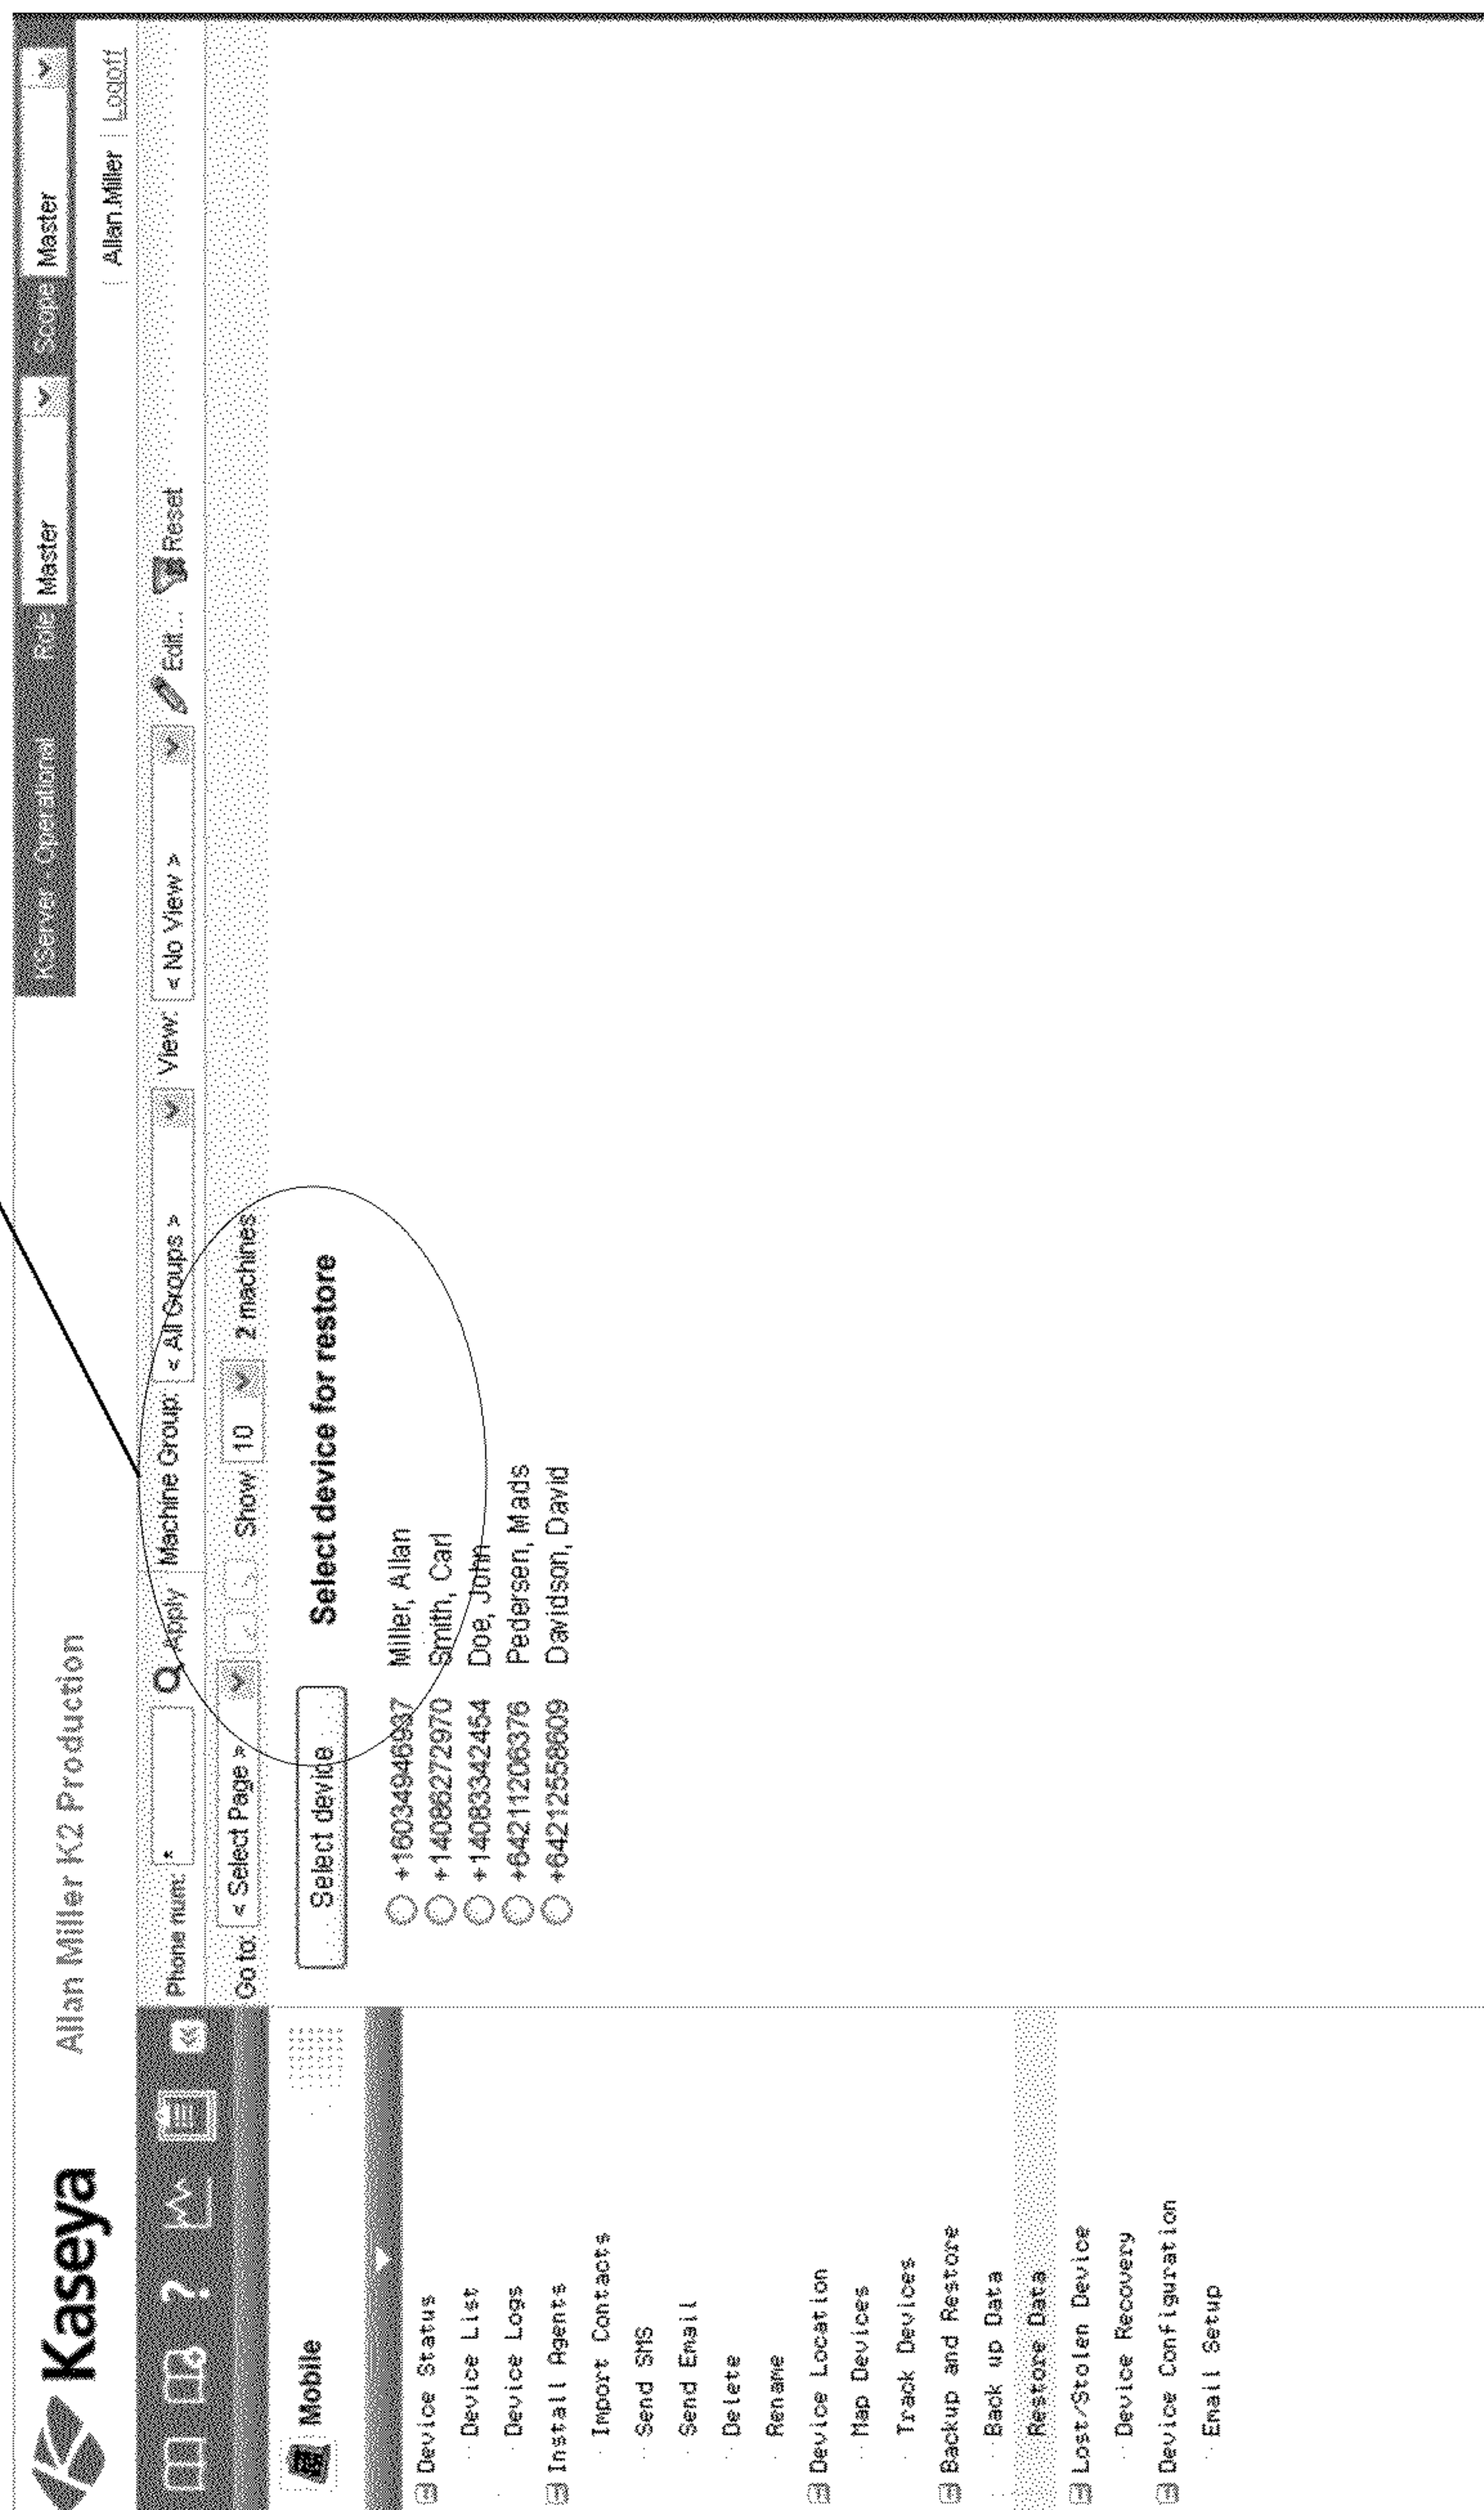 Kaseya
Allan Miller K2 Production
KServer - Operational Role Master Scope Master
Allan.Miller Logoff
Phone num: * Apply Machine Group: < All Groups > View: < No View > Edit... Reset
Go to: < Select Page > Show 10 2 machines
Mobile
Select device Select device for restore
+16034946937 Miller, Allan
+14086272970 Smith, Carl
+14083342454 Doe, John
+64211206376 Pedersen, Mads
+64212558609 Davidson, David
Device Status
Device List
Device Logs
Install Agents
Import Contacts
Send SMS
Send Email
Delete
Rename
Device Location
Map Devices
Track Devices
Backup and Restore
Back up Data
Restore Data
Lost/Stolen Device
Device Recovery
Device Configuration
Email Setup